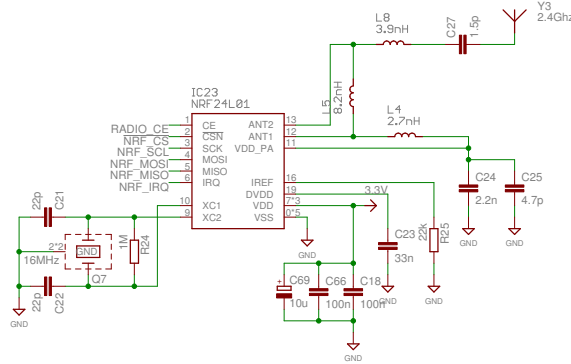 Y3
2.4Ghz
L8
3.9nH
C27
1.5p
L5
8.2nH
L4
2.7nH
IC23
NRF24L01
RADIO_CE
NRF_CS
NRF_SCL
NRF_MOSI
NRF_MISO
NRF_IRQ
1 CE ANT2 13
2 CSN ANT1 12
3 SCK VDD_PA 11
4 MOSI
5 MISO
6 IRQ IREF 16
DVDD 19
10 XC1 VDD 7*3
9 XC2 VSS 0*5
3.3V
C24
2.2n
C25
4.7p
GND
GND
C23
33n
GND
22k
R25
GND
GND
22p
C21
2*2
GND
16MHz
Q7
1M
R24
22p
C22
GND
+
C69
10u
C66
100n
C18
100n
GND